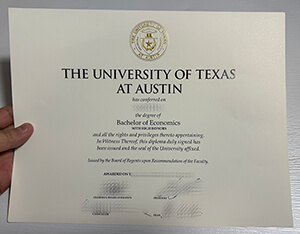 THE UNIVERSITY OF TEXAS
AT AUSTIN
has conferred on
the degree of
Bachelor of Economics
and all the rights and privileges thereto appertaining.
In Witness Thereof, this diploma duly signed has
been issued and the seal of the University affixed.
Issued by the Board of Regents upon Recommendation of the Faculty.
AWARDED ON